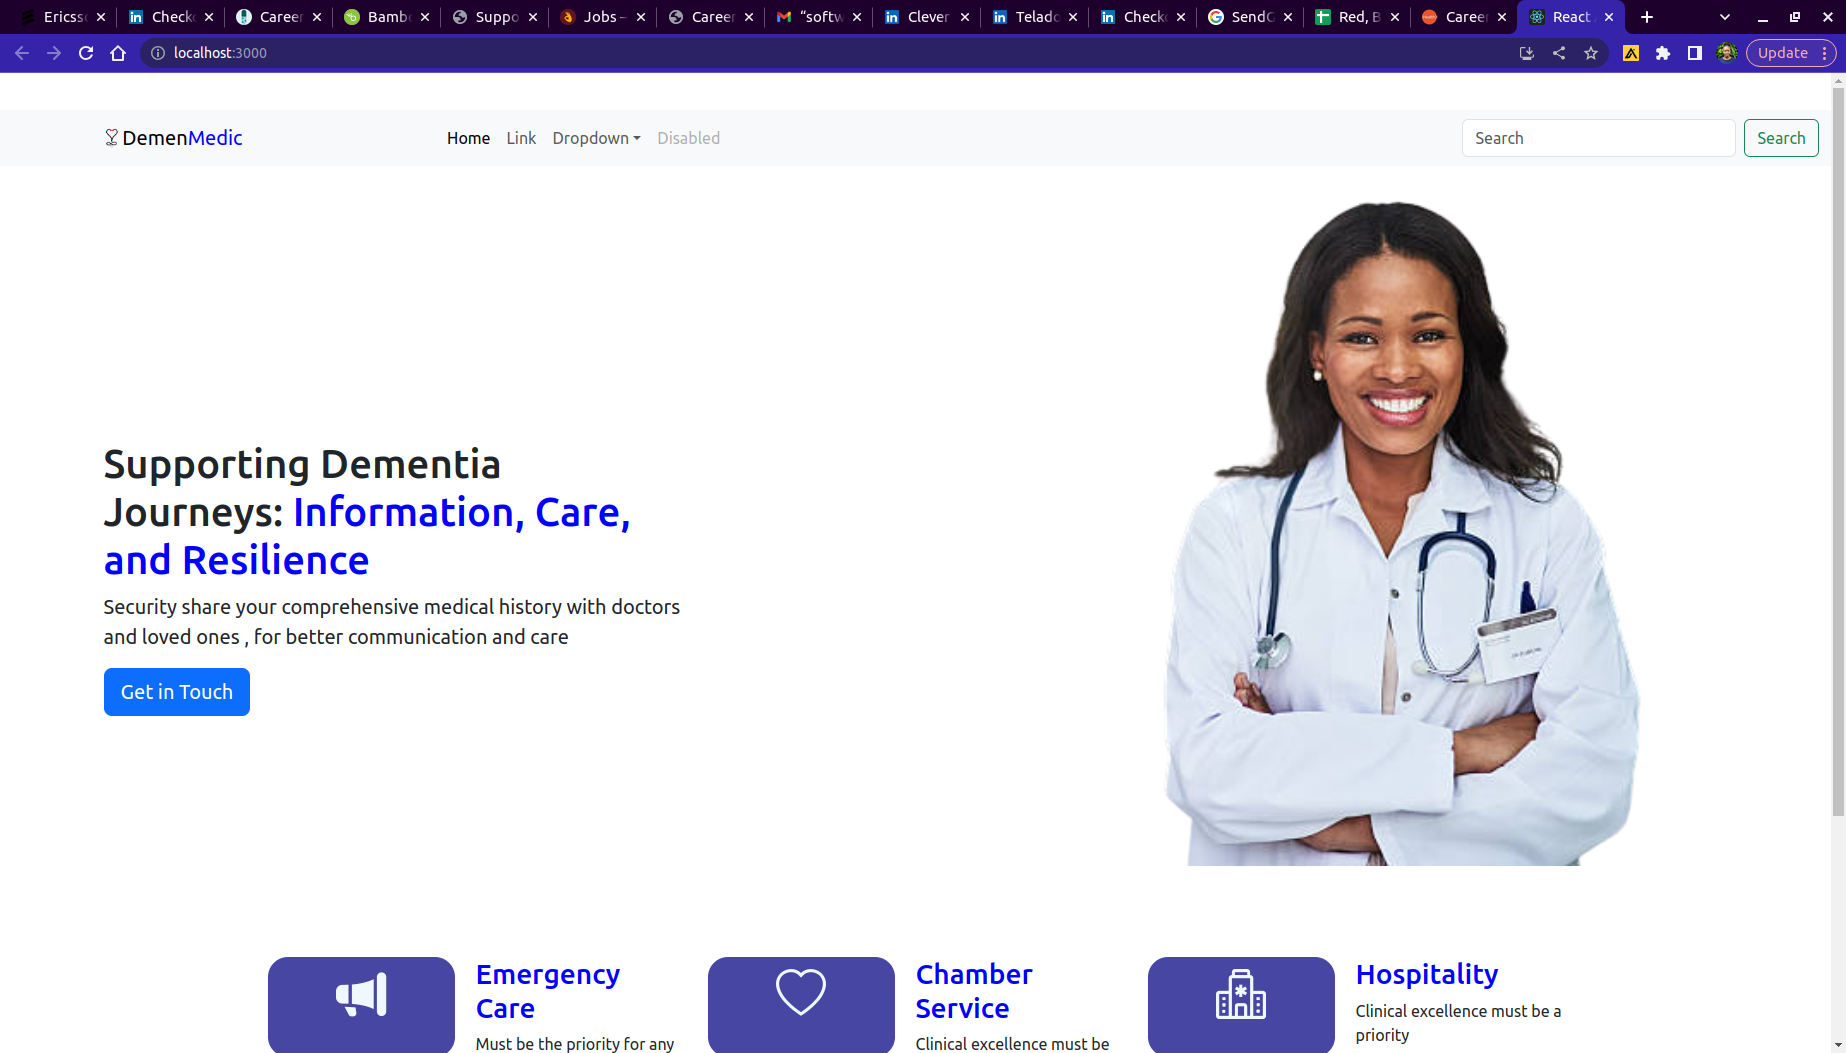 Ericss
Check
Career
Bamb
Suppo
Jobs –
Career
“softw
Clever
Telado
Check
SendG
Red, B
Career
React
localhost:3000
Update
DemenMedic
Home
Link
Dropdown
Disabled
Search
Search
Supporting Dementia
Journeys: Information, Care,
and Resilience
Security share your comprehensive medical history with doctors
and loved ones , for better communication and care
Get in Touch
Emergency
Care
Must be the priority for any
Chamber
Service
Clinical excellence must be
Hospitality
Clinical excellence must be a
priority